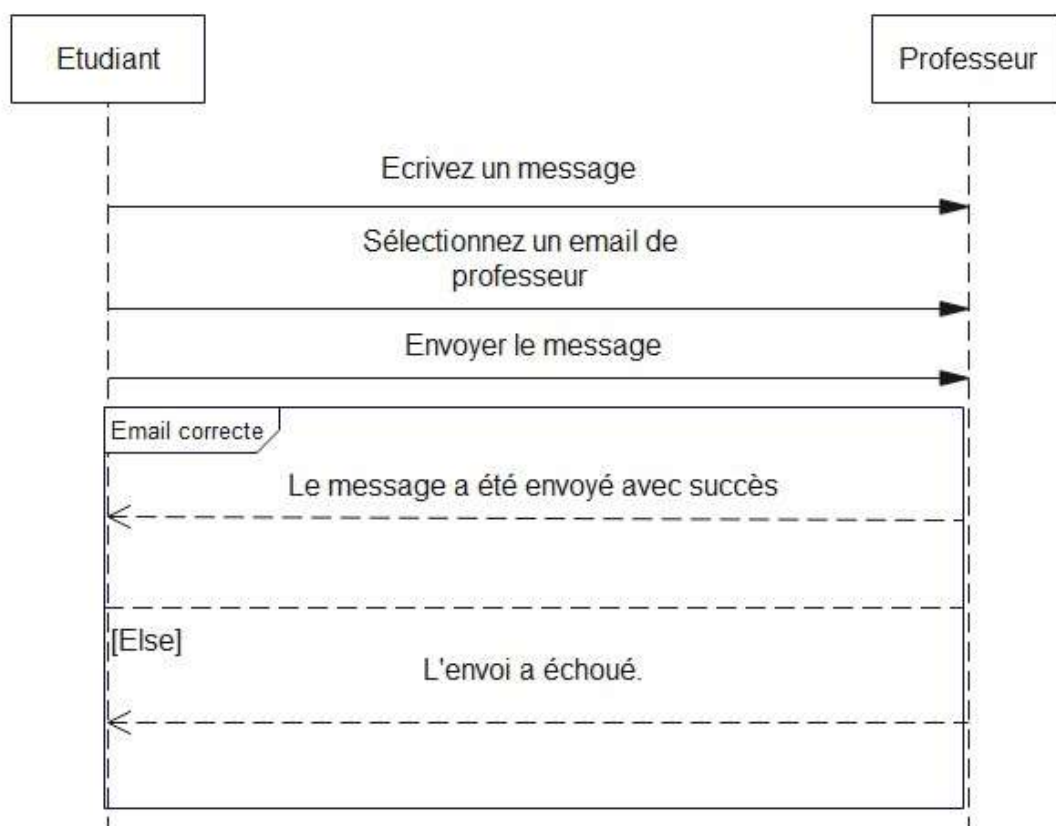 Etudiant
Professeur
Ecrivez un message
Sélectionnez un email de
professeur
Envoyer le message
Email correcte
Le message a été envoyé avec succès
[Else]
L'envoi a échoué.